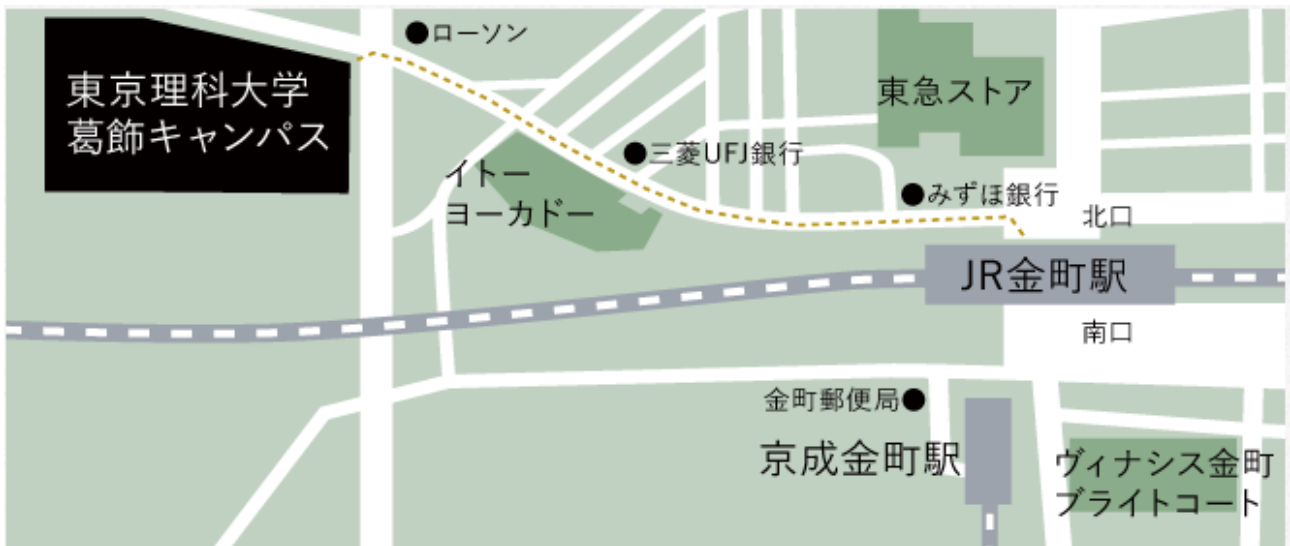 ローソン
東京理科大学
葛飾キャンパス
東急ストア
三菱UFJ銀行
イトー
ヨーカドー
みずほ銀行
北口
JR金町駅
南口
金町郵便局
京成金町駅
ヴィナシス金町
ブライトコート